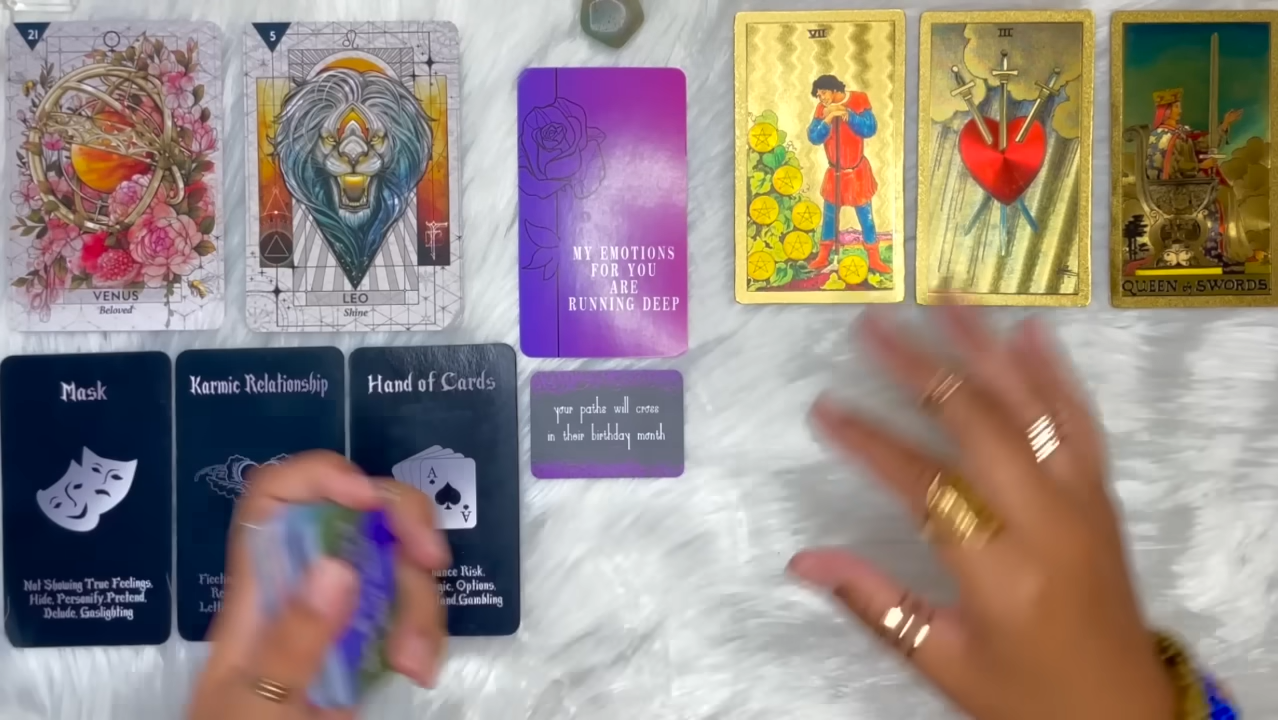 21
VENUS
Beloved
5
LEO
Shine
MY EMOTIONS
FOR YOU
ARE
RUNNING DEEP
VII
III
QUEEN of SWORDS.
Mask
Not Showing True Feelings,
Hide, Personify, Pretend,
Delude, Gaslighting
Karmic Relationship
Hand of Cards
A
A
Risk,
Options,
Gambling
your paths will cross
in their birthday month